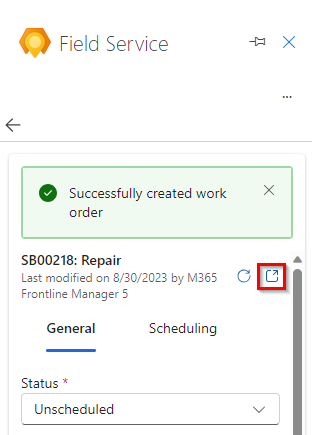 Field Service
...
Successfully created work
order
SB00218: Repair
Last modified on 8/30/2023 by M365
Frontline Manager 5
General
Scheduling
Status *
Unscheduled